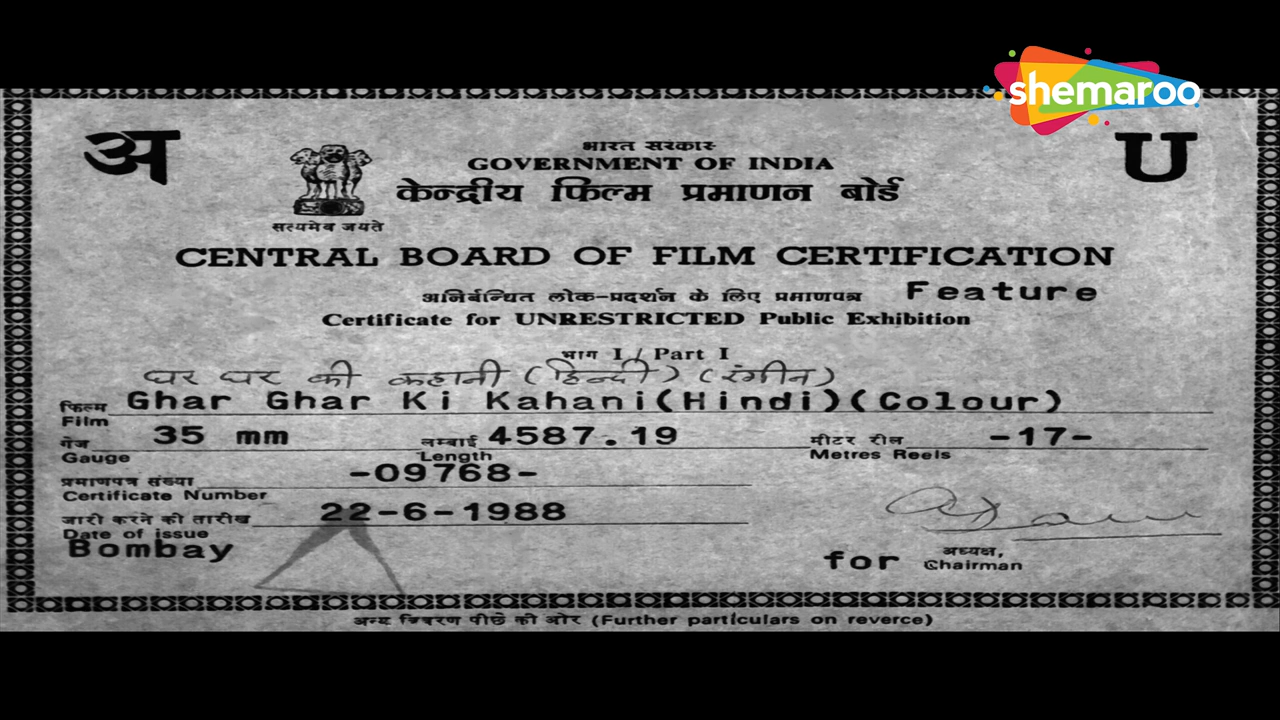 shemaroo
अ
U
भारत सरकार
GOVERNMENT OF INDIA
केन्द्रीय फिल्म प्रमाणन बोर्ड
सत्यमेव जयते
CENTRAL BOARD OF FILM CERTIFICATION
अनिर्बन्धित लोक-प्रदर्शन के लिए प्रमाणपत्र Feature
Certificate for UNRESTRICTED Public Exhibition
भाग I / Part I
घर घर की कहानी (हिन्दी) (रंगीन)
फिल्म Ghar Ghar Ki Kahani(Hindi)(Colour)
Film
गेज 35 mm लम्बाई 4587.19 मीटर रील -17-
Gauge Length Metres Reels
प्रमाणपत्र संख्या -09768-
Certificate Number
जारी करने की तारीख 22-6-1988
Date of issue
Bombay
for अध्यक्ष,
Chairman
अन्य विवरण पीछे की ओर (Further particulars on reverce)